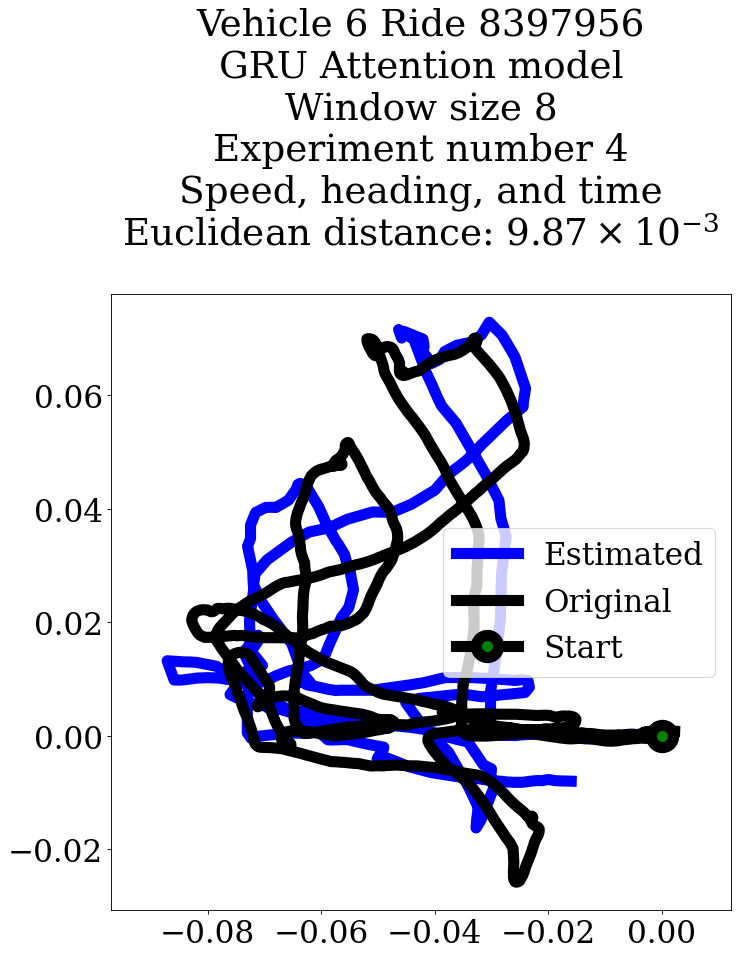 Vehicle 6 Ride 8397956
GRU Attention model
Window size 8
Experiment number 4
Speed, heading, and time
Euclidean distance: 9.87 × 10⁻³
0.06
0.04
0.02
0.00
−0.02
Estimated
Original
Start
−0.08 −0.06 −0.04 −0.02 0.00